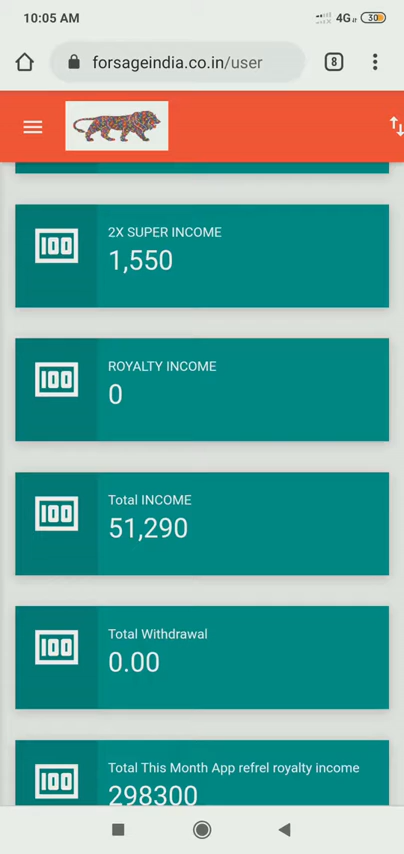 10:05 AM 4G 30
forsageindia.co.in/user 8
100 2X SUPER INCOME
1,550
100 ROYALTY INCOME
0
100 Total INCOME
51,290
100 Total Withdrawal
0.00
100 Total This Month App refrel royalty income
298300